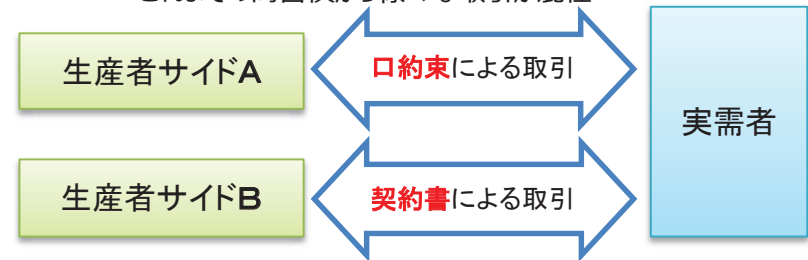 生産者サイドA
口約束による取引
実需者
生産者サイドB
契約書による取引